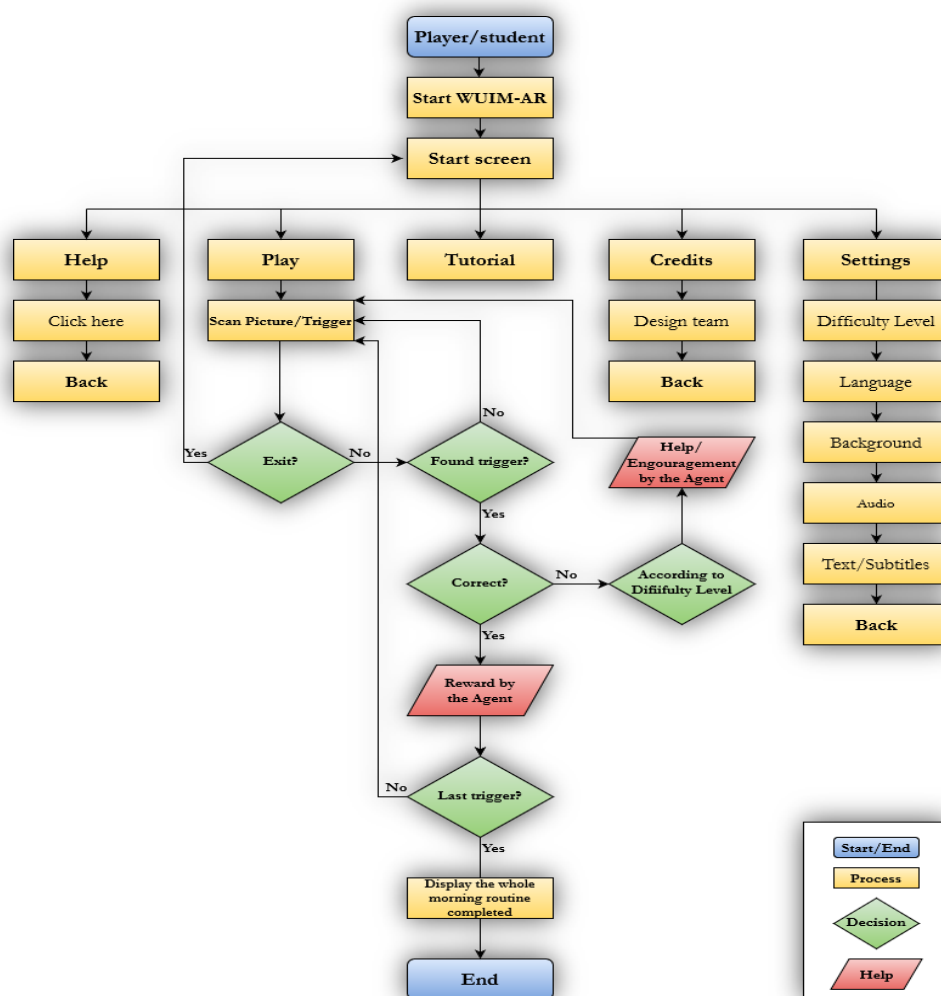 Player/student
Start WUIM-AR
Start screen
Help
Play
Tutorial
Credits
Settings
Click here
Scan Picture/Trigger
Design team
Difficulty Level
Back
Back
Language
No
Yes
Exit?
No
Found trigger?
Help/
Engouragement
by the Agent
Background
Yes
Audio
Correct?
No
According to
Difiifulty Level
Text/Subtitles
Yes
Back
Reward by
the Agent
No
Last trigger?
Yes
Display the whole
morning routine
completed
End
Start/End
Process
Decision
Help